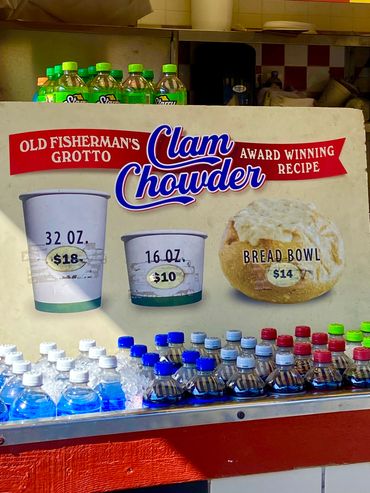 OLD FISHERMAN'S
GROTTO
Clam
Chowder
AWARD WINNING
RECIPE
32 OZ.
$18
16 OZ.
$10
BREAD BOWL
$14